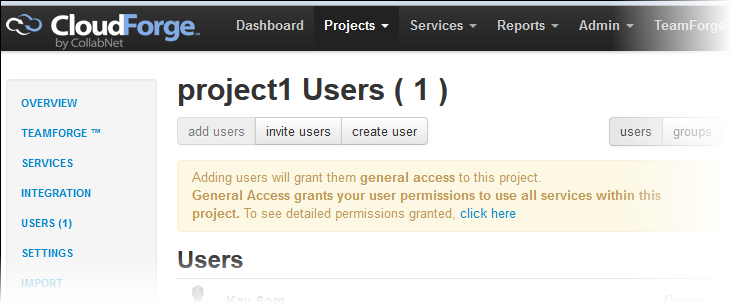 CloudForge™
by CollabNet
Dashboard Projects Services Reports Admin TeamForge
OVERVIEW
TEAMFORGE ™
SERVICES
INTEGRATION
USERS (1)
SETTINGS
IMPORT
project1 Users ( 1 )
add users invite users create user
users groups
Adding users will grant them general access to this project.
General Access grants your user permissions to use all services within this
project. To see detailed permissions granted, click here
Users
Kay Som